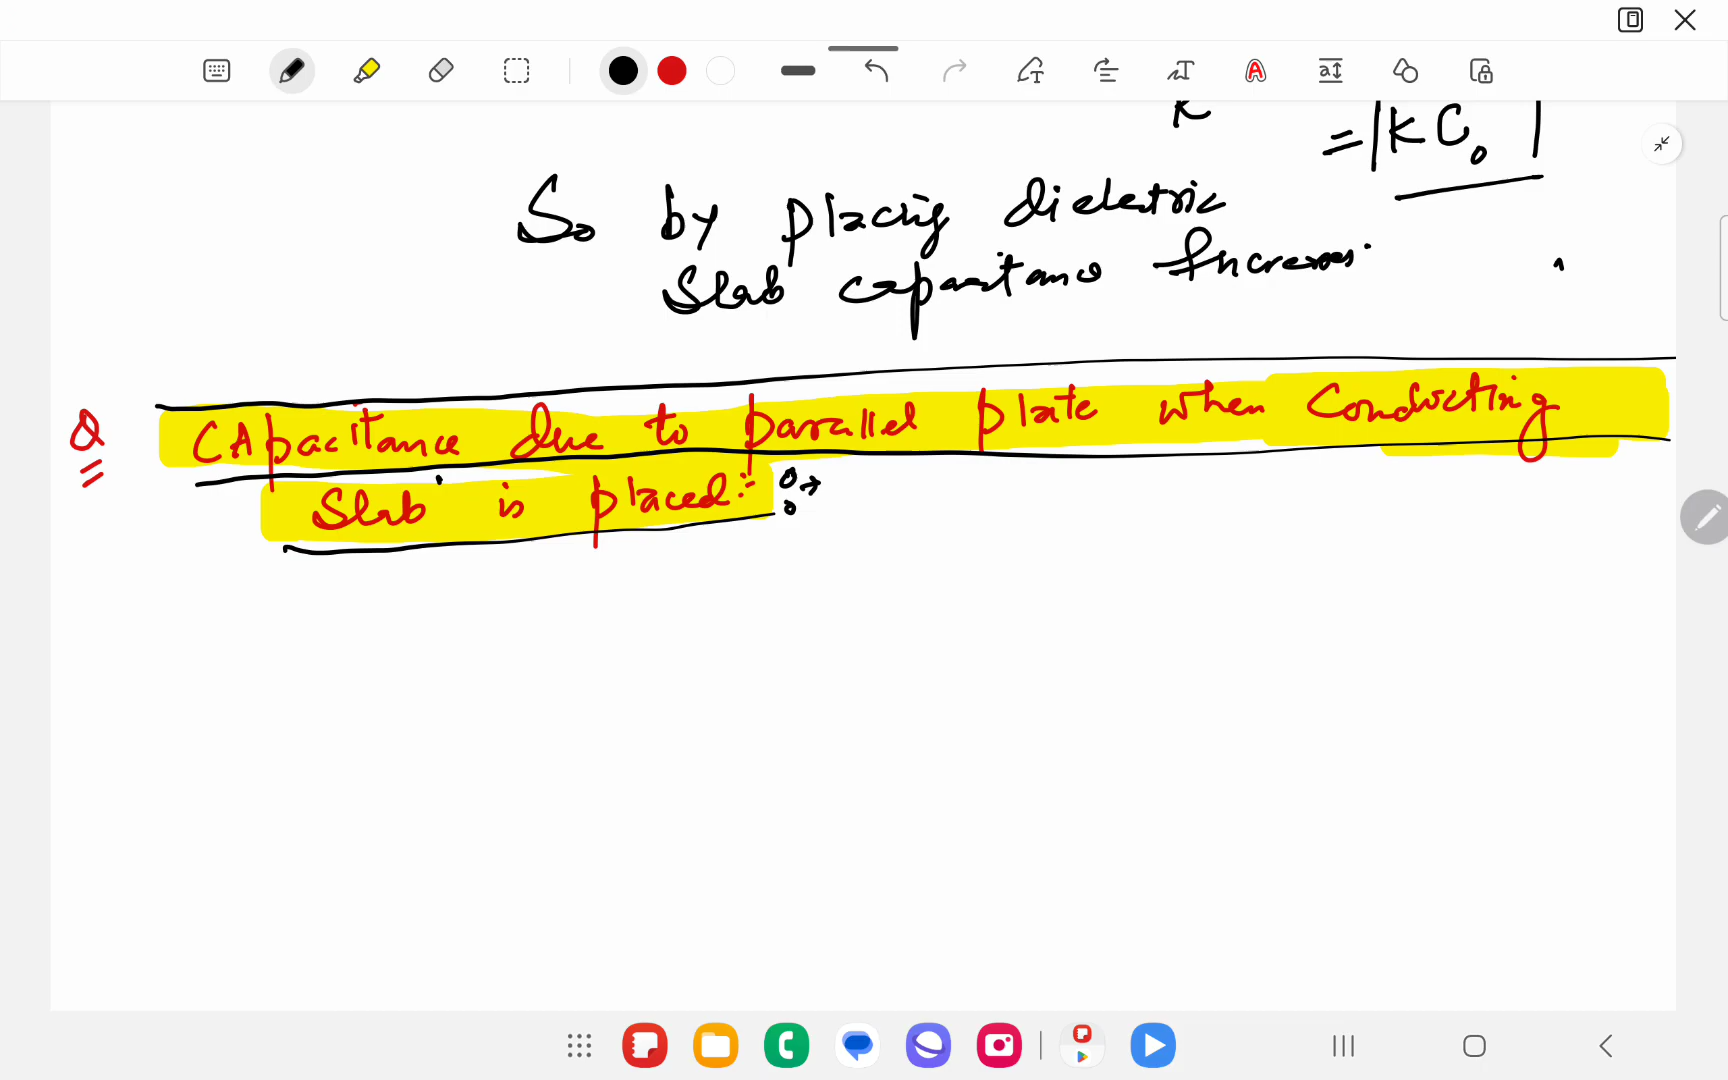 K
= |KC₀|
So by placing dielectric
Slab capacitance Increases.
Q CApacitance due to parallel plate when Conducting
Slab is placed :-